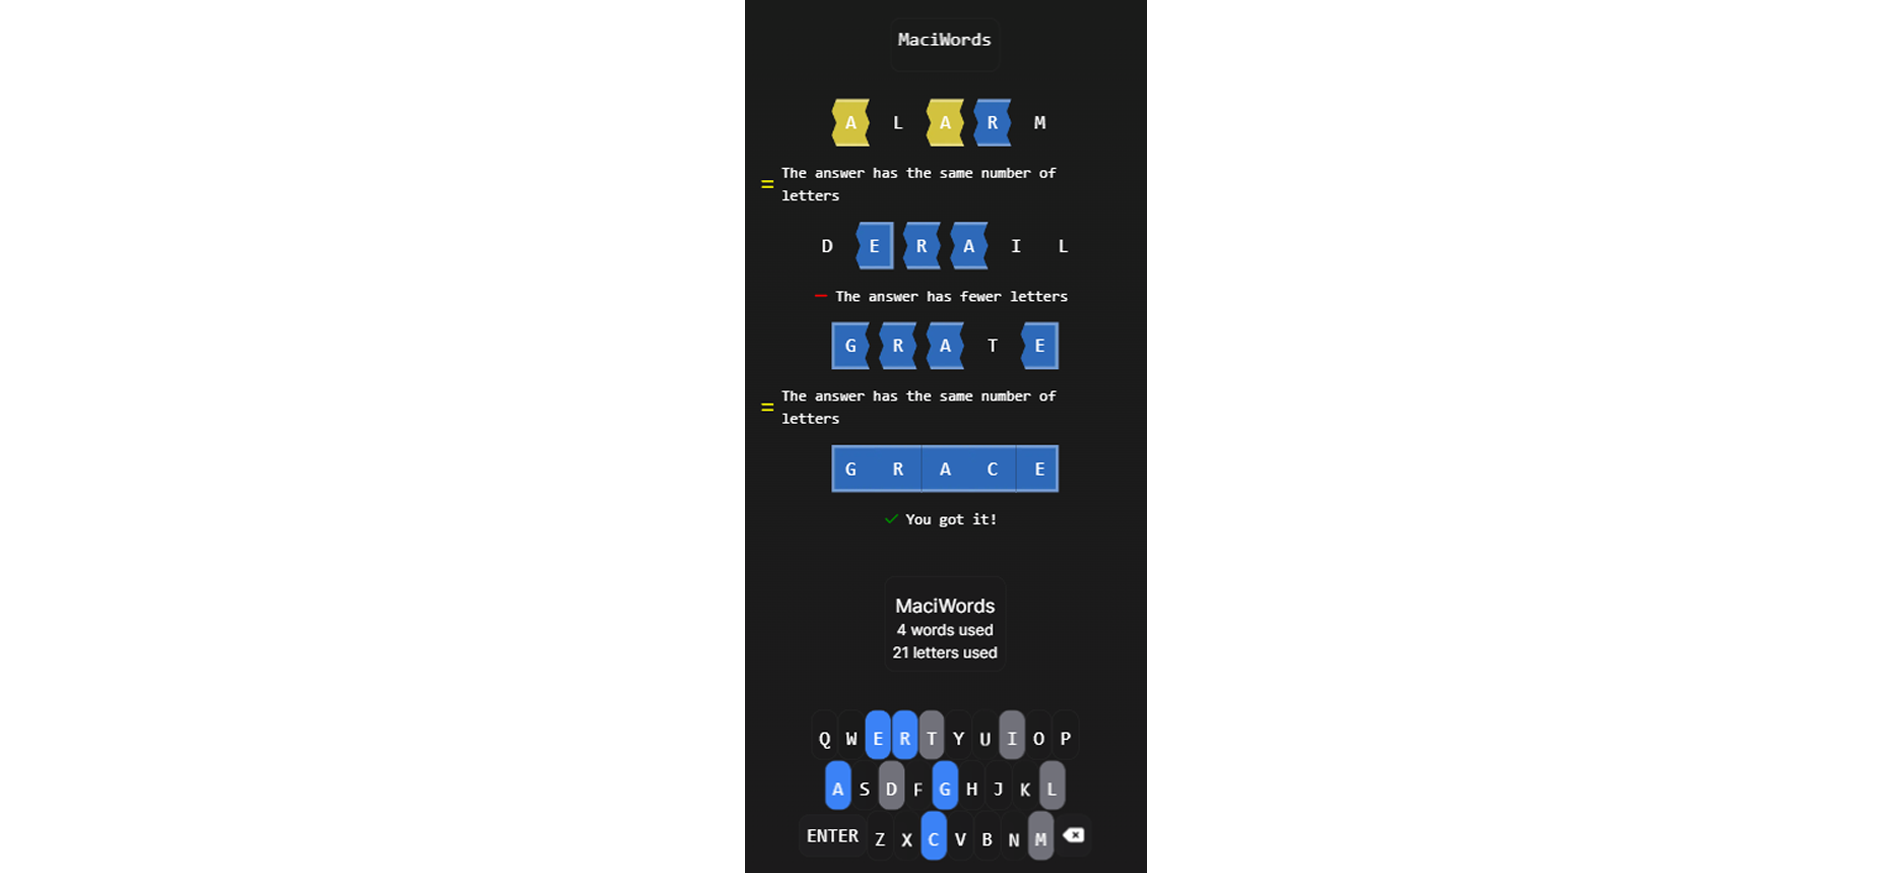 MaciWords
A L A R M
= The answer has the same number of
letters
D E R A I L
− The answer has fewer letters
G R A T E
= The answer has the same number of
letters
G R A C E
✓ You got it!
MaciWords
4 words used
21 letters used
Q W E R T Y U I O P
A S D F G H J K L
ENTER Z X C V B N M